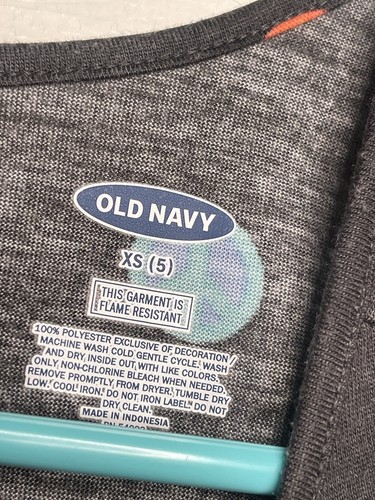 OLD NAVY
XS (5)
THIS GARMENT IS
FLAME RESISTANT
100% POLYESTER EXCLUSIVE OF DECORATION /
MACHINE WASH COLD GENTLE CYCLE. WASH
AND DRY INSIDE OUT WITH LIKE COLORS.
ONLY NON-CHLORINE BLEACH WHEN NEEDED.
REMOVE PROMPTLY FROM DRYER. TUMBLE DRY
LOW. COOL IRON. DO NOT IRON LABEL. DO NOT
DRY CLEAN.
MADE IN INDONESIA